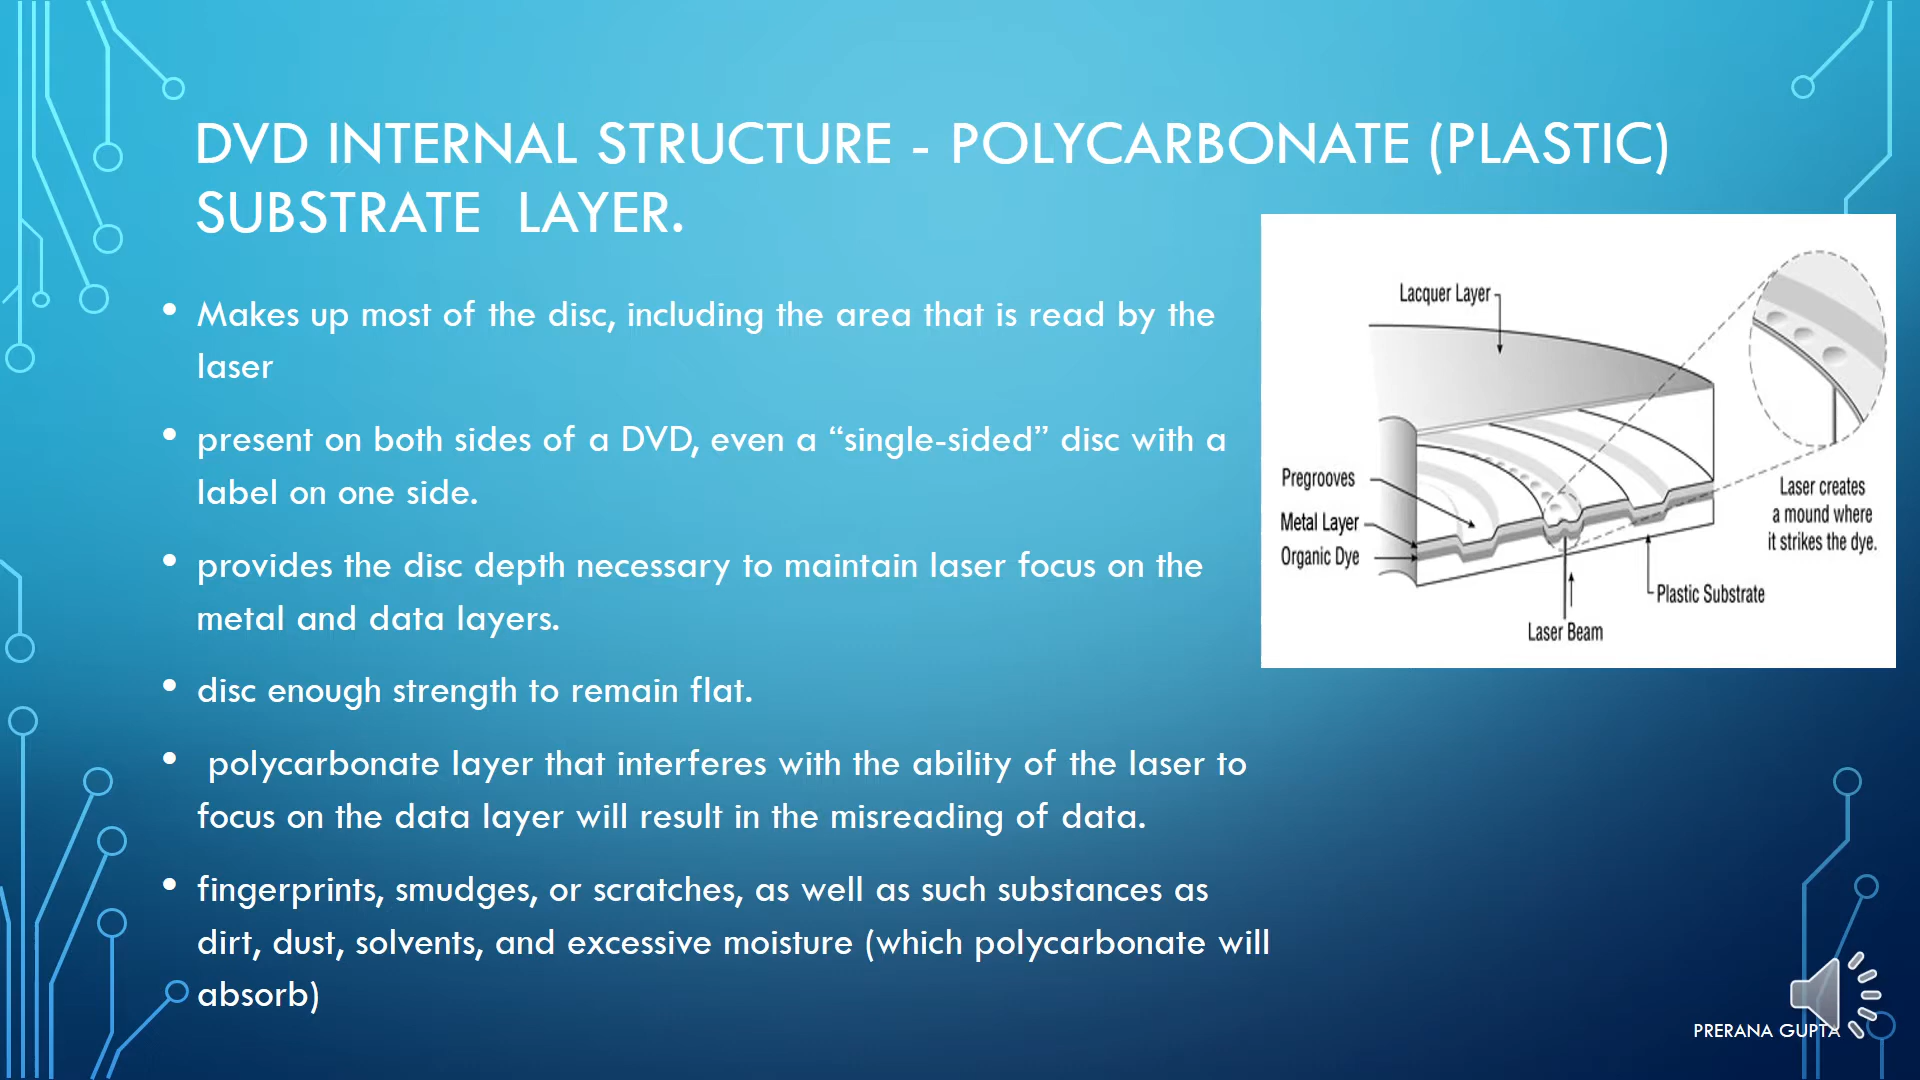 DVD INTERNAL STRUCTURE - POLYCARBONATE (PLASTIC)
SUBSTRATE LAYER.
• Makes up most of the disc, including the area that is read by the
laser
• present on both sides of a DVD, even a “single-sided” disc with a
label on one side.
• provides the disc depth necessary to maintain laser focus on the
metal and data layers.
• disc enough strength to remain flat.
• polycarbonate layer that interferes with the ability of the laser to
focus on the data layer will result in the misreading of data.
• fingerprints, smudges, or scratches, as well as such substances as
dirt, dust, solvents, and excessive moisture (which polycarbonate will
absorb)
Lacquer Layer
Pregrooves
Metal Layer
Organic Dye
Laser creates
a mound where
it strikes the dye.
Plastic Substrate
Laser Beam
PRERANA GUPTA